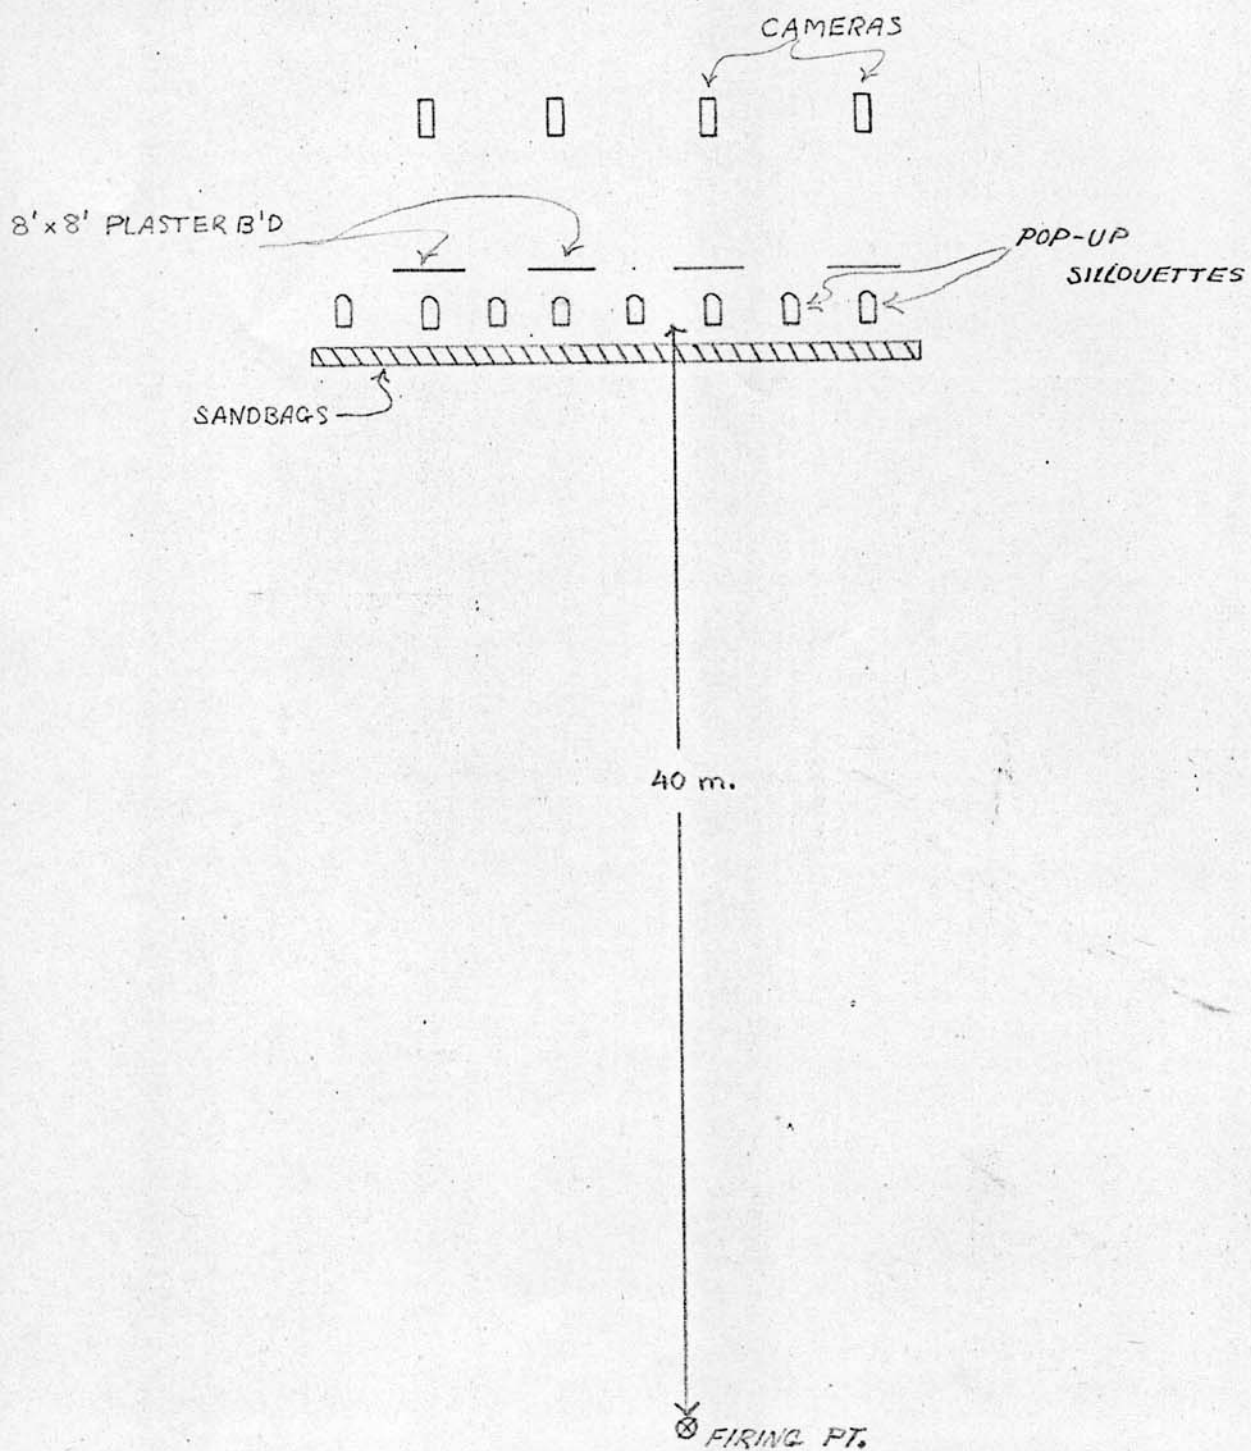 CAMERAS
8'x8' PLASTER B'D
POP-UP
SILLOUETTES
SANDBAGS
40 m.
FIRING PT.